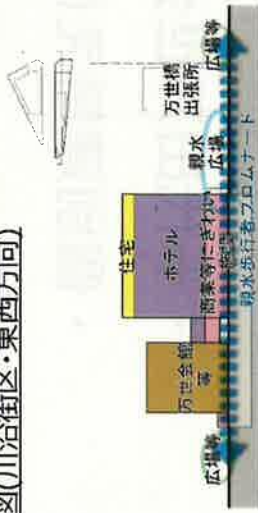 図(川沿街区・東西方向)
住宅
ホテル
商業等にぎわい
万世会館
等
万世橋
出張所
親水
広場
広場等
広場等
親水歩行者プロムナード